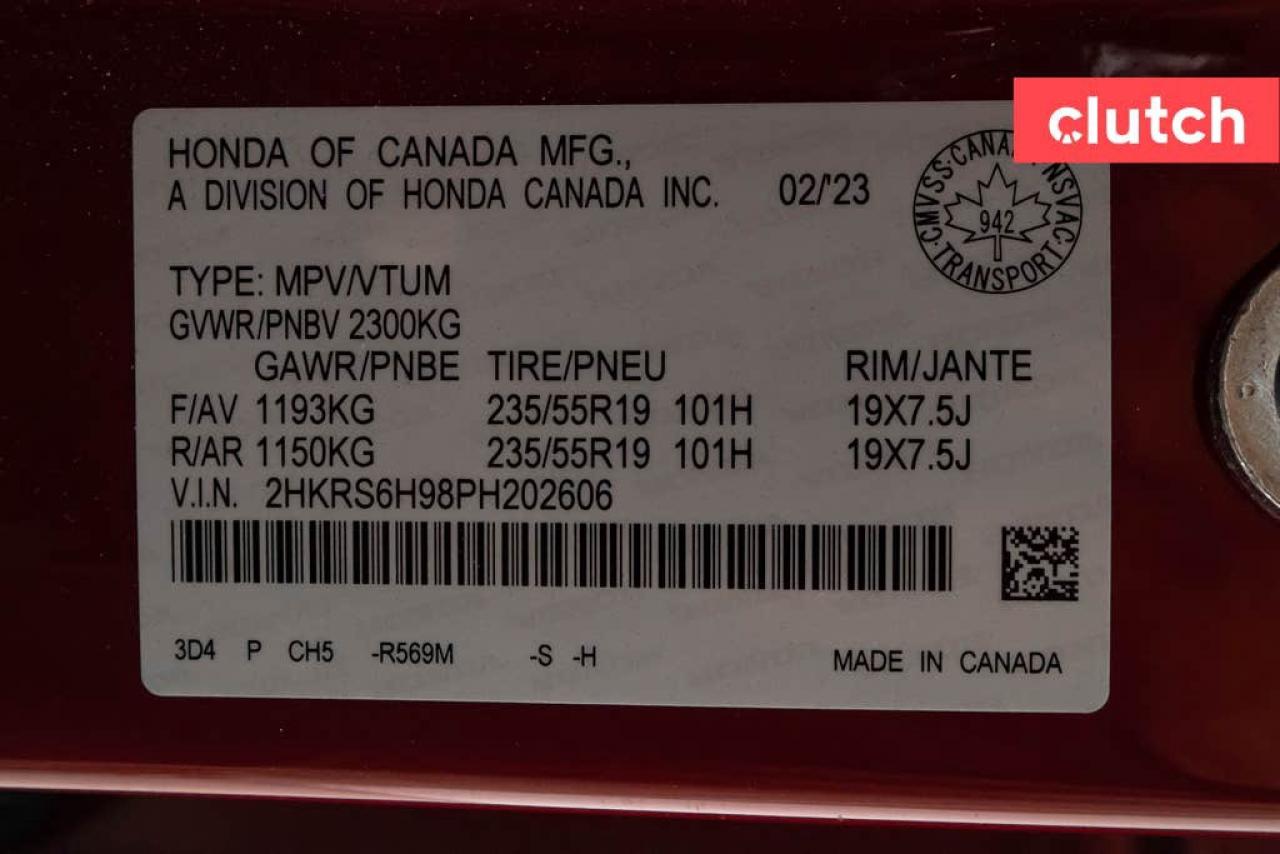 clutch
HONDA OF CANADA MFG.,
A DIVISION OF HONDA CANADA INC. 02/'23
CMVSS·CANA NSVAC·TRANSPORT·
942
TYPE: MPV/VTUM
GVWR/PNBV 2300KG
GAWR/PNBE TIRE/PNEU RIM/JANTE
F/AV 1193KG 235/55R19 101H 19X7.5J
R/AR 1150KG 235/55R19 101H 19X7.5J
V.I.N. 2HKRS6H98PH202606
3D4 P CH5 -R569M -S -H
MADE IN CANADA